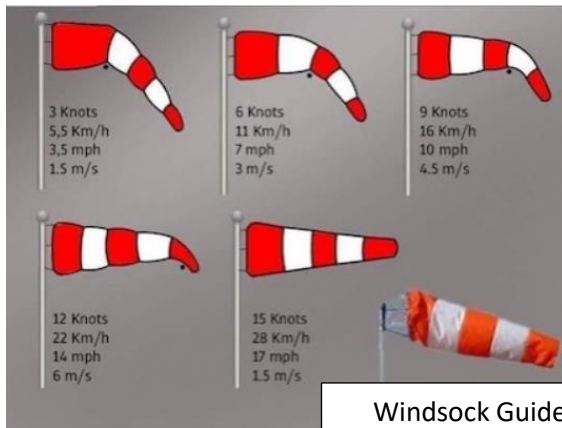 3 Knots
5,5 Km/h
3,5 mph
1.5 m/s
6 Knots
11 Km/h
7 mph
3 m/s
9 Knots
16 Km/h
10 mph
4.5 m/s
12 Knots
22 Km/h
14 mph
6 m/s
15 Knots
28 Km/h
17 mph
1.5 m/s
Windsock Guide